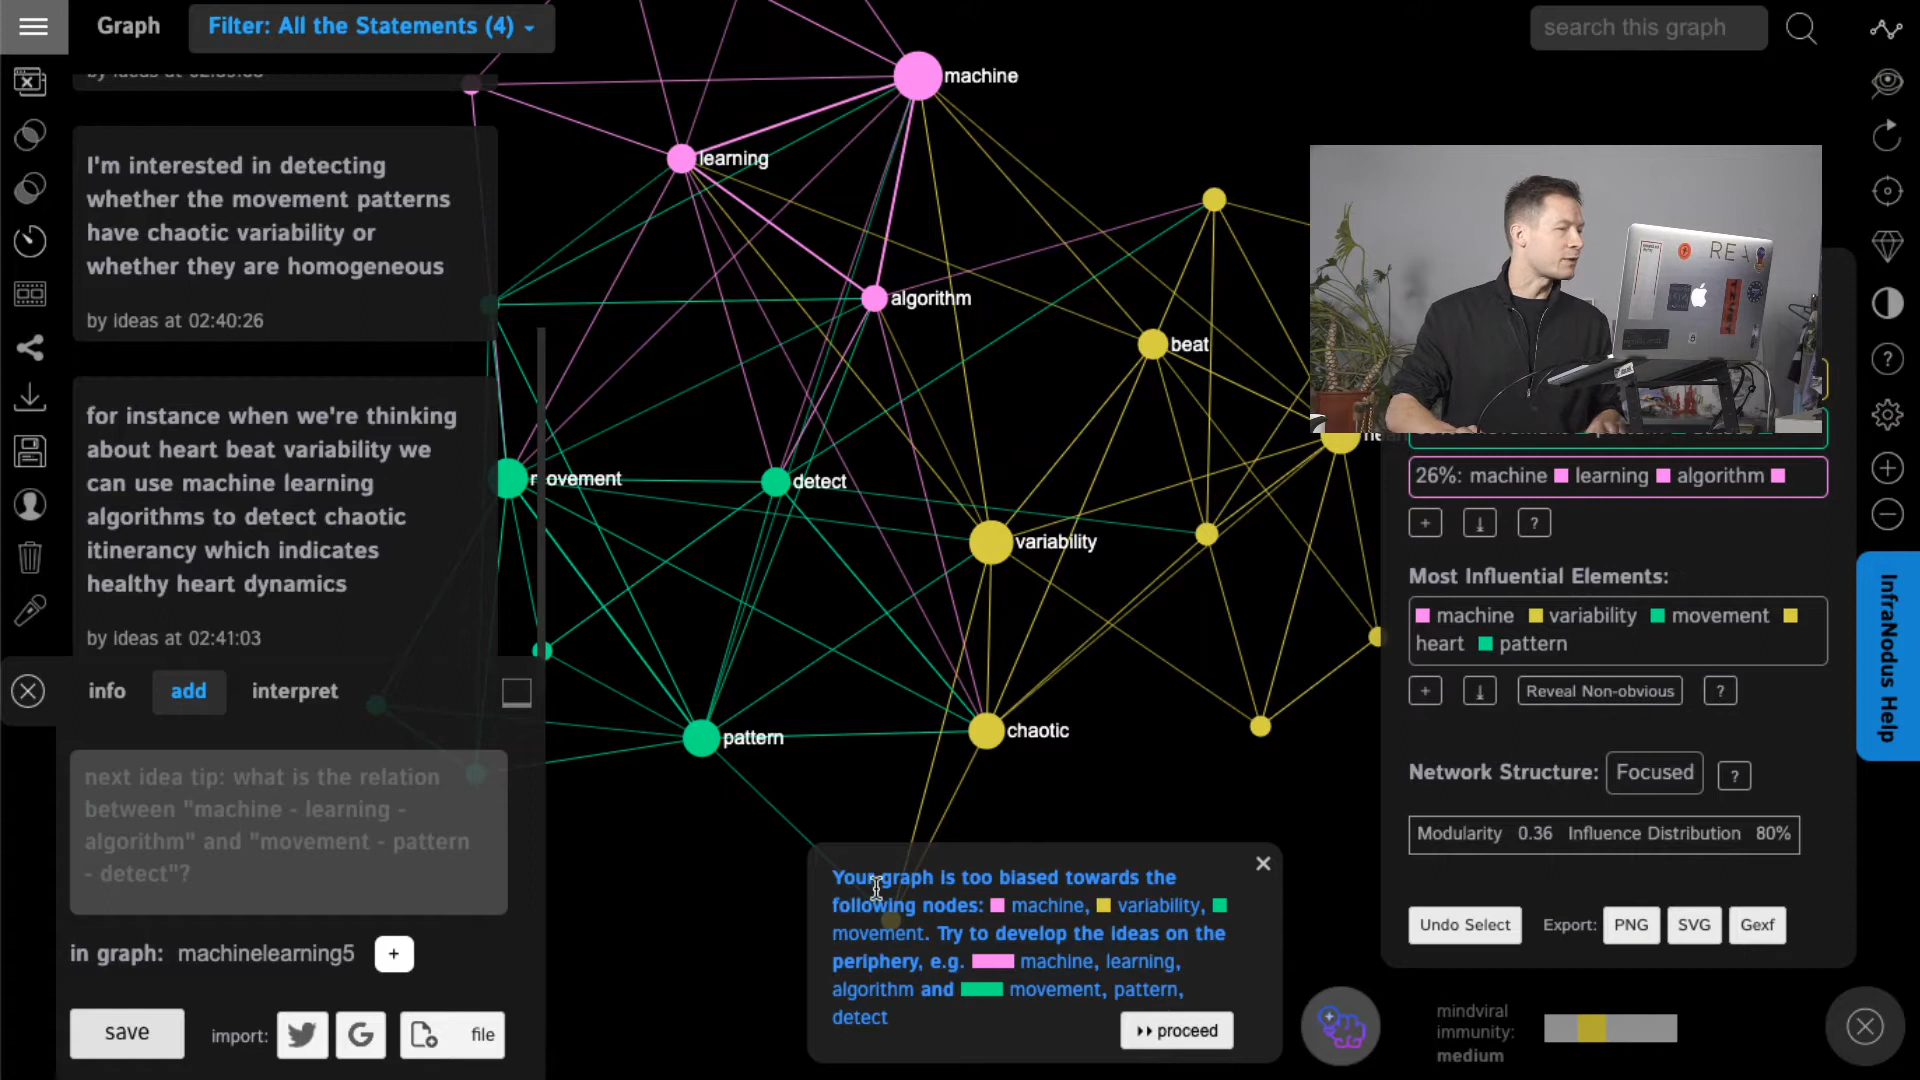 Graph
Filter: All the Statements (4)
search this graph
I'm interested in detecting
whether the movement patterns
have chaotic variability or
whether they are homogeneous
by ideas at 02:40:26
for instance when we're thinking
about heart beat variability we
can use machine learning
algorithms to detect chaotic
itinerancy which indicates
healthy heart dynamics
by ideas at 02:41:03
info add interpret
next idea tip: what is the relation
between "machine - learning -
algorithm" and "movement - pattern
- detect"?
in graph: machinelearning5 +
save
import:
file
machine
learning
algorithm
beat
movement
detect
variability
pattern
chaotic
REA
26%: machine learning algorithm
+ ?
Most Influential Elements:
machine variability movement
heart pattern
+ Reveal Non-obvious ?
Network Structure: Focused ?
Modularity 0.36 Influence Distribution 80%
Undo Select Export: PNG SVG Gexf
Your graph is too biased towards the
following nodes: machine, variability,
movement. Try to develop the ideas on the
periphery, e.g. machine, learning,
algorithm and movement, pattern,
detect
proceed
mindviral
immunity:
medium
InfraNodus Help